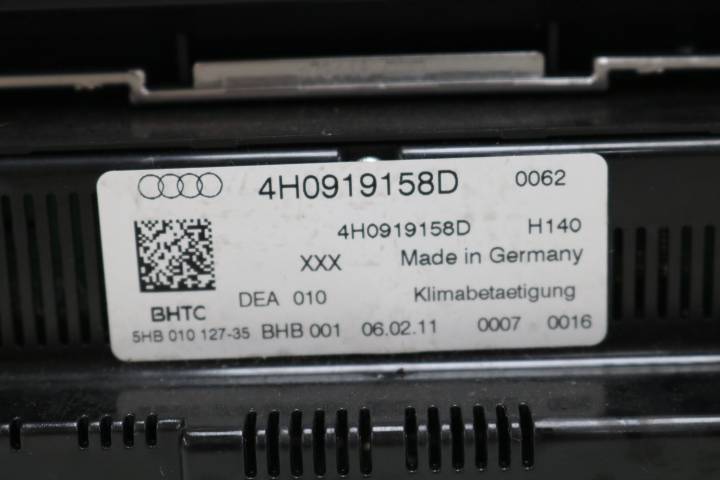 4H0919158D 0062
4H0919158D H140
XXX Made in Germany
DEA 010 Klimabetaetigung
BHTC
5HB 010 127-35 BHB 001 06.02.11 0007 0016